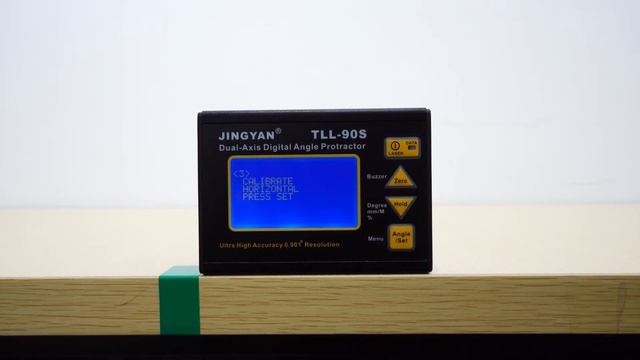 JINGYAN® TLL-90S
Dual-Axis Digital Angle Protractor
<3>
CALIBRATE
HORIZONTAL
PRESS SET
LASER
DATA
Buzzer
Zero
Degree
mm/M
%
Hold
Menu
Angle
/Set
Ultra High Accuracy 0.001° Resolution